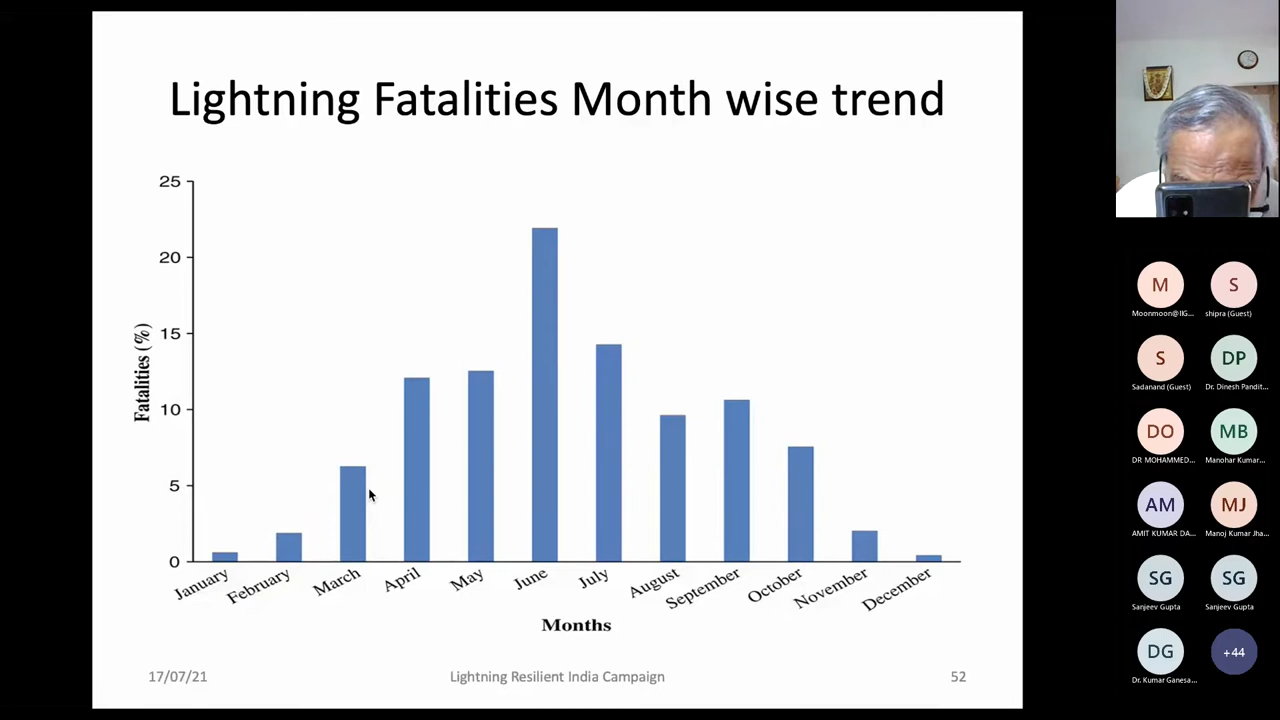 Lightning Fatalities Month wise trend
25
20
15
10
5
0
Fatalities (%)
January
February
March
April
May
June
July
August
September
October
November
December
Months
17/07/21
Lightning Resilient India Campaign
52
M
S
Moonmoon@IIG...
shipra (Guest)
S
DP
Sadanand (Guest)
Dr. Dinesh Pandit...
DO
MB
DR MOHAMMED...
Manohar Kumar...
AM
MJ
AMIT KUMAR DA...
Manoj Kumar Jha...
SG
SG
Sanjeev Gupta
Sanjeev Gupta
DG
+44
Dr. Kumar Ganesa...